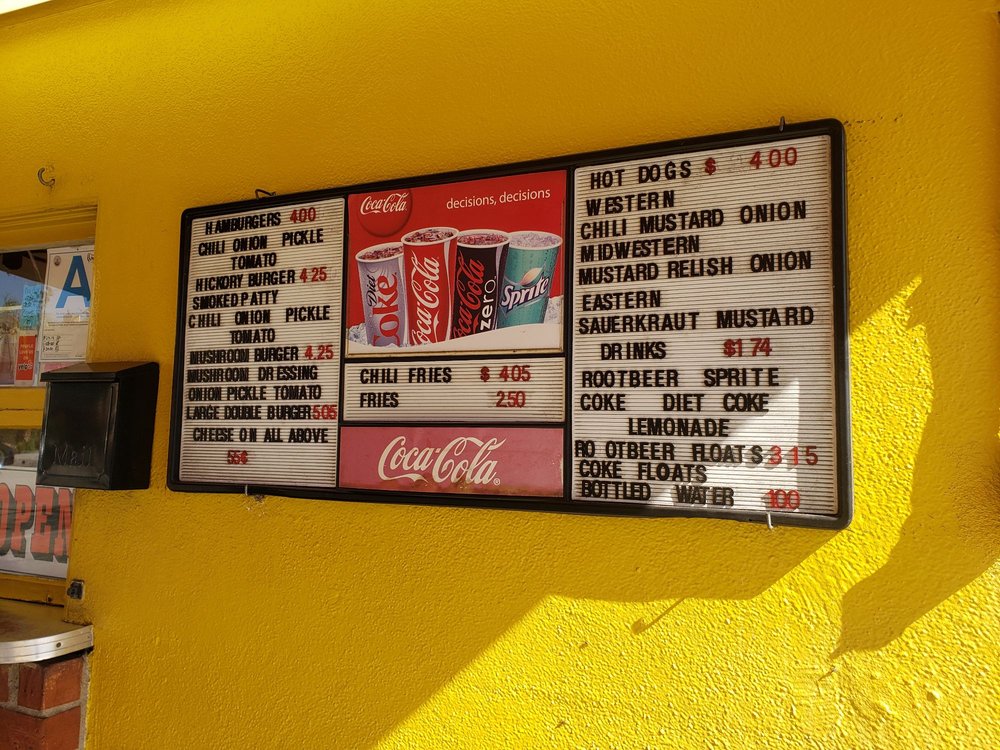 HAMBURGERS 400
CHILI ONION PICKLE
TOMATO
HICKORY BURGER 4.25
SMOKED PATTY
CHILI ONION PICKLE
TOMATO
MUSHROOM BURGER 4.25
MUSHROOM DRESSING
ONION PICKLE TOMATO
LARGE DOUBLE BURGER 505
CHEESE ON ALL ABOVE
55¢
Coca-Cola
decisions, decisions
Diet Coke
Coca-Cola
Coca-Cola zero
Sprite
CHILI FRIES $ 405
FRIES 250
Coca-Cola®
HOT DOGS $ 400
WESTERN
CHILI MUSTARD ONION
MIDWESTERN
MUSTARD RELISH ONION
EASTERN
SAUERKRAUT MUSTARD
DRINKS $174
ROOTBEER SPRITE
COKE DIET COKE
LEMONADE
RO OTBEER FLOATS 315
COKE FLOATS
BOTTLED WATER 100
A
Mail
OPEN